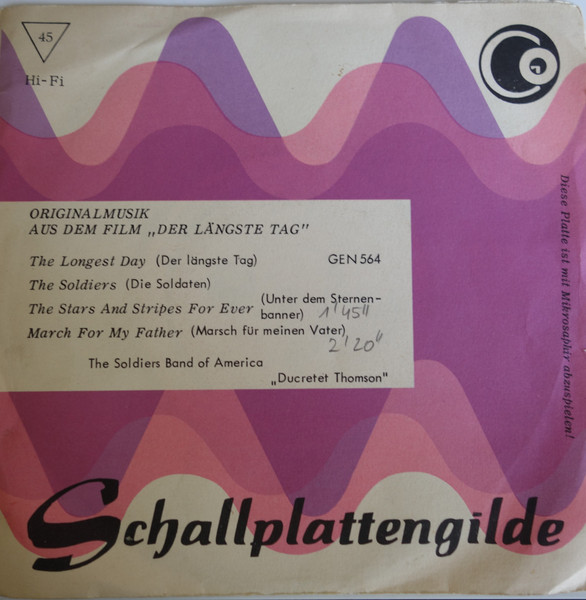 45
Hi-Fi
ORIGINALMUSIK
AUS DEM FILM „DER LÄNGSTE TAG"
The Longest Day (Der längste Tag) GEN 564
The Soldiers (Die Soldaten)
The Stars And Stripes For Ever (Unter dem Sternen-
banner) 1'45"
March For My Father (Marsch für meinen Vater)
2'20"
The Soldiers Band of America
„Ducretet Thomson"
Diese Platte ist mit Mikrosaphir abzuspielen!
Schallplattengilde